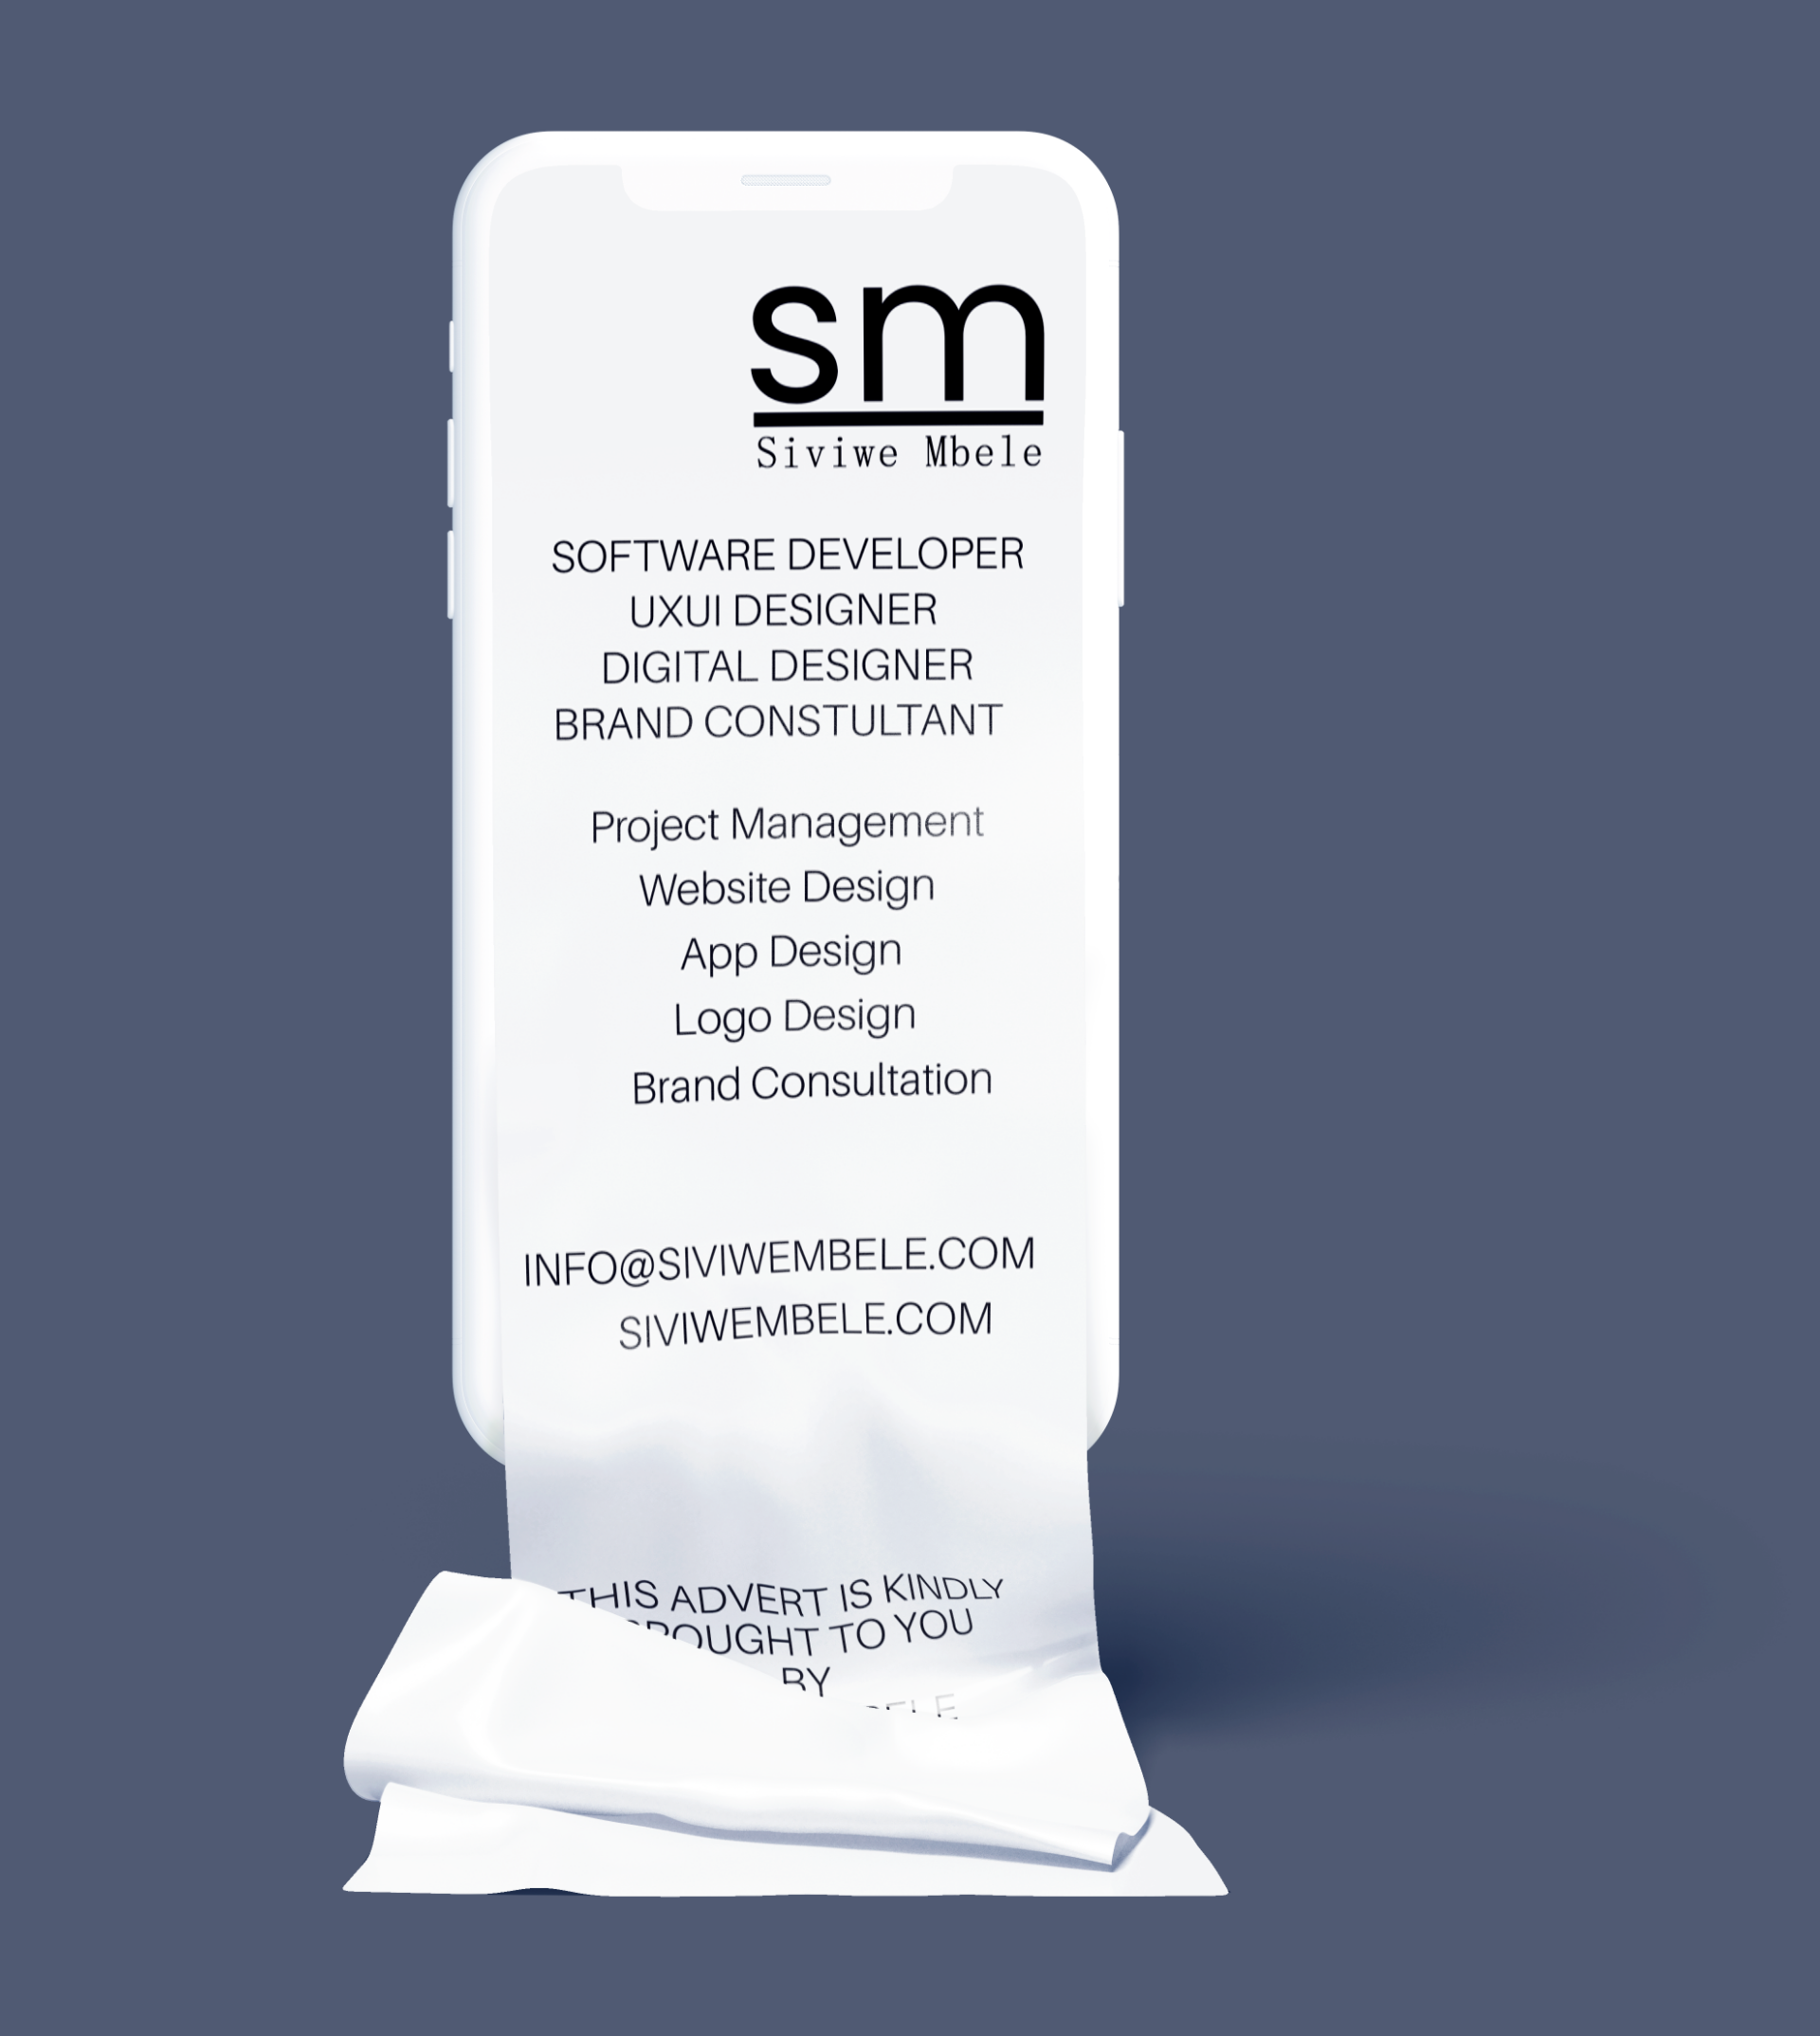 sm
Siviwe Mbele
SOFTWARE DEVELOPER
UXUI DESIGNER
DIGITAL DESIGNER
BRAND CONSTULTANT
Project Management
Website Design
App Design
Logo Design
Brand Consultation
INFO@SIVIWEMBELE.COM
SIVIWEMBELE.COM
THIS ADVERT IS KINDLY
BROUGHT TO YOU
BY